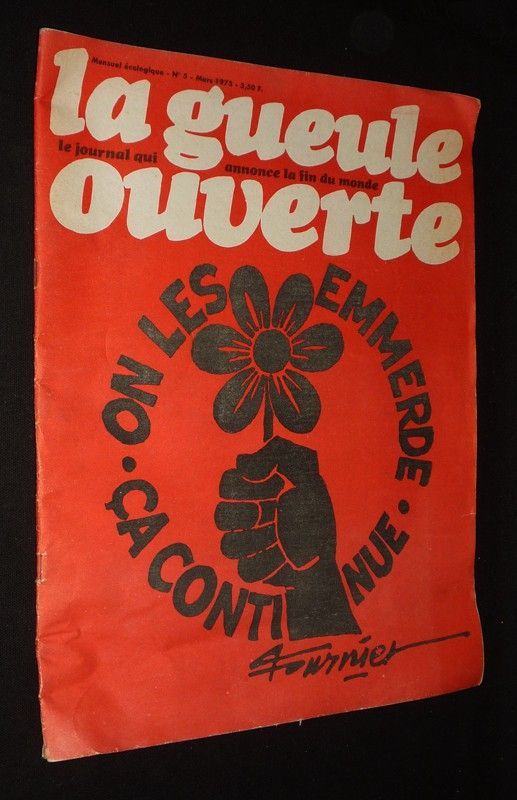 Mensuel écologique - N° 5 - Mars 1973 - 3,50 F.
la gueule
le journal qui annonce la fin du monde
ouverte
ON LES EMMERDE •
ÇA CONTINUE •
Fournier